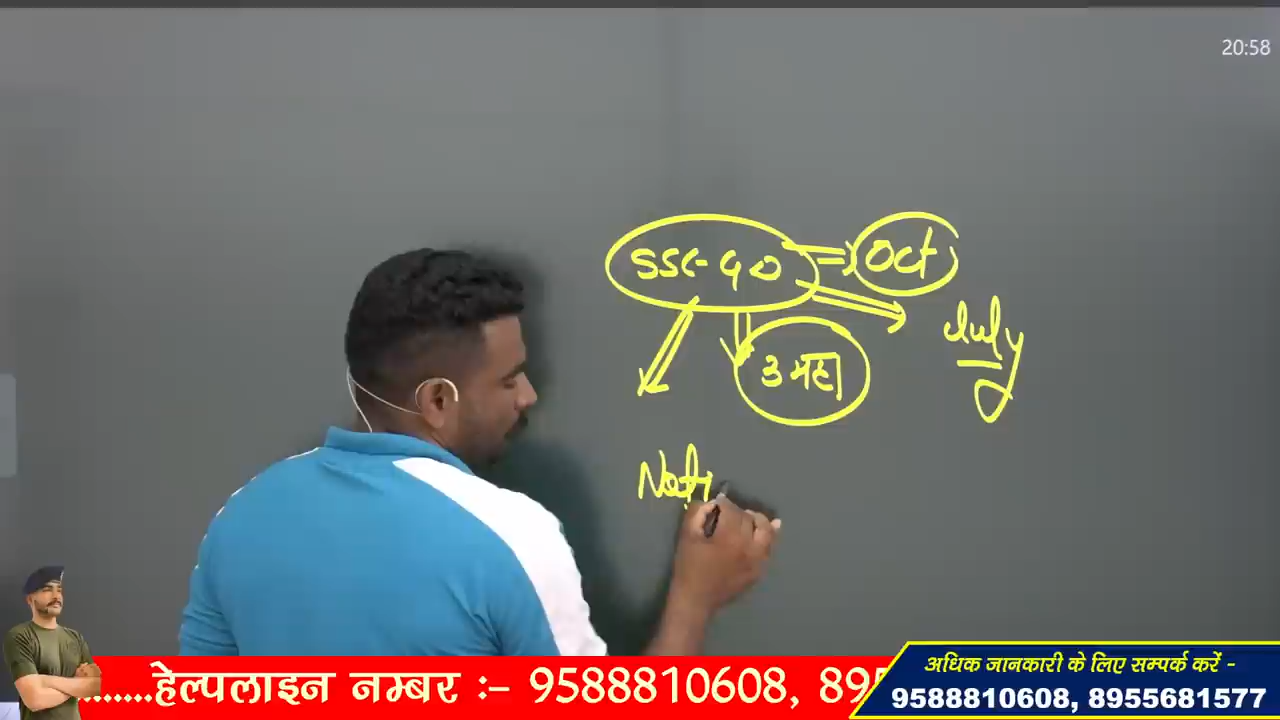 20:58
SSC-GD
Oct
July
3 महा
Noti
.......हेल्पलाइन नम्बर :– 9588810608, 895
अधिक जानकारी के लिए सम्पर्क करें -
9588810608, 8955681577